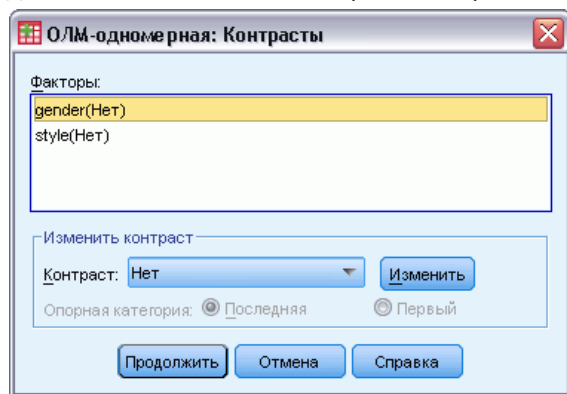 ОЛМ-одномерная: Контрасты
Факторы:
gender(Нет)
style(Нет)
Изменить контраст
Контраст: Нет Изменить
Опорная категория: Последняя Первый
Продолжить Отмена Справка